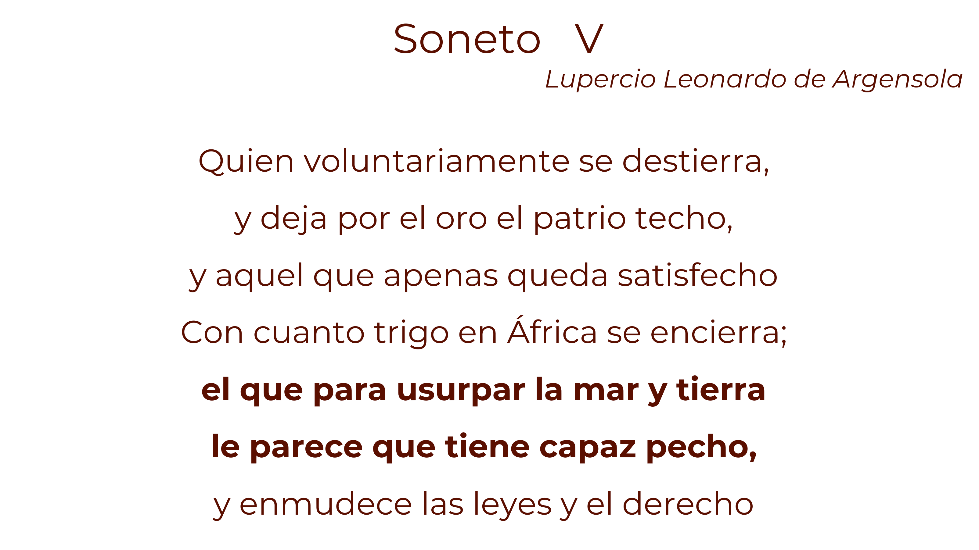 Soneto V
Lupercio Leonardo de Argensola
Quien voluntariamente se destierra,
y deja por el oro el patrio techo,
y aquel que apenas queda satisfecho
Con cuanto trigo en África se encierra;
el que para usurpar la mar y tierra
le parece que tiene capaz pecho,
y enmudece las leyes y el derecho